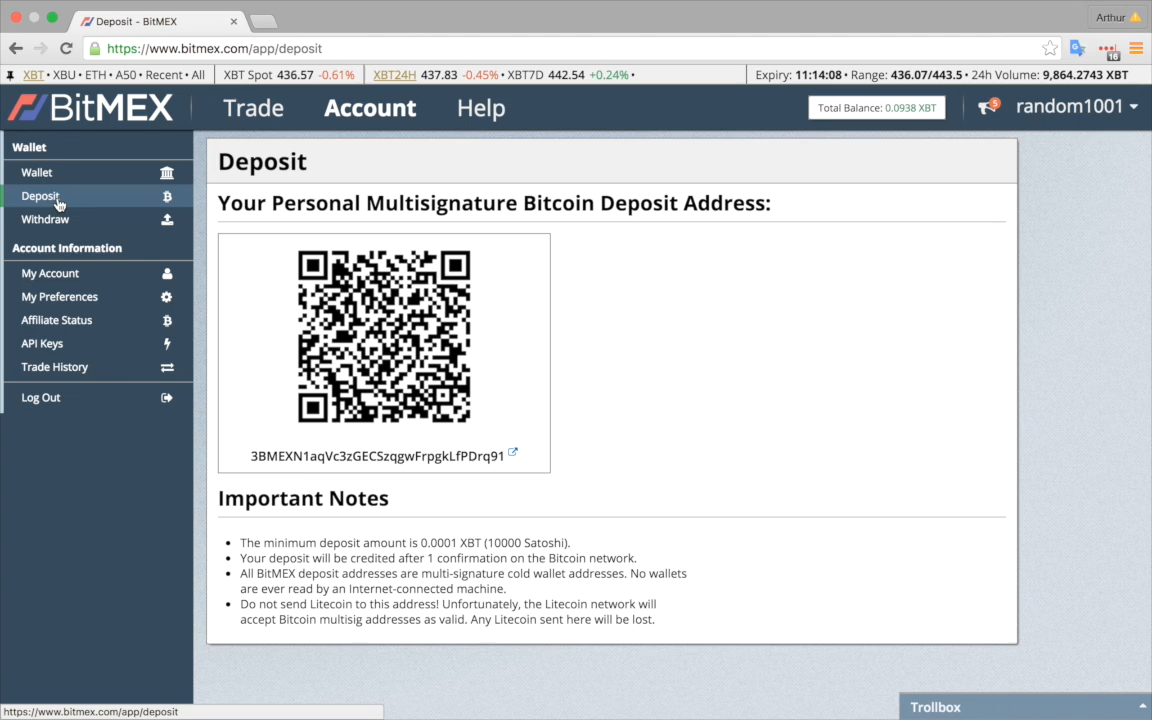 Deposit - BitMEX
Arthur
https://www.bitmex.com/app/deposit
16
XBT • XBU • ETH • A50 • Recent • All
XBT Spot 436.57 -0.61%
XBT24H 437.83 -0.45% • XBT7D 442.54 +0.24% •
Expiry: 11:14:08 • Range: 436.07/443.5 • 24h Volume: 9,864.2743 XBT
BitMEX
Trade
Account
Help
Total Balance: 0.0938 XBT
5
random1001
Wallet
Wallet
Deposit
Withdraw
Account Information
My Account
My Preferences
Affiliate Status
API Keys
Trade History
Log Out
Deposit
Your Personal Multisignature Bitcoin Deposit Address:
3BMEXN1aqVc3zGECSzqgwFrpgkLfPDrq91
Important Notes
• The minimum deposit amount is 0.0001 XBT (10000 Satoshi).
• Your deposit will be credited after 1 confirmation on the Bitcoin network.
• All BitMEX deposit addresses are multi-signature cold wallet addresses. No wallets
are ever read by an Internet-connected machine.
• Do not send Litecoin to this address! Unfortunately, the Litecoin network will
accept Bitcoin multisig addresses as valid. Any Litecoin sent here will be lost.
https://www.bitmex.com/app/deposit
Trollbox